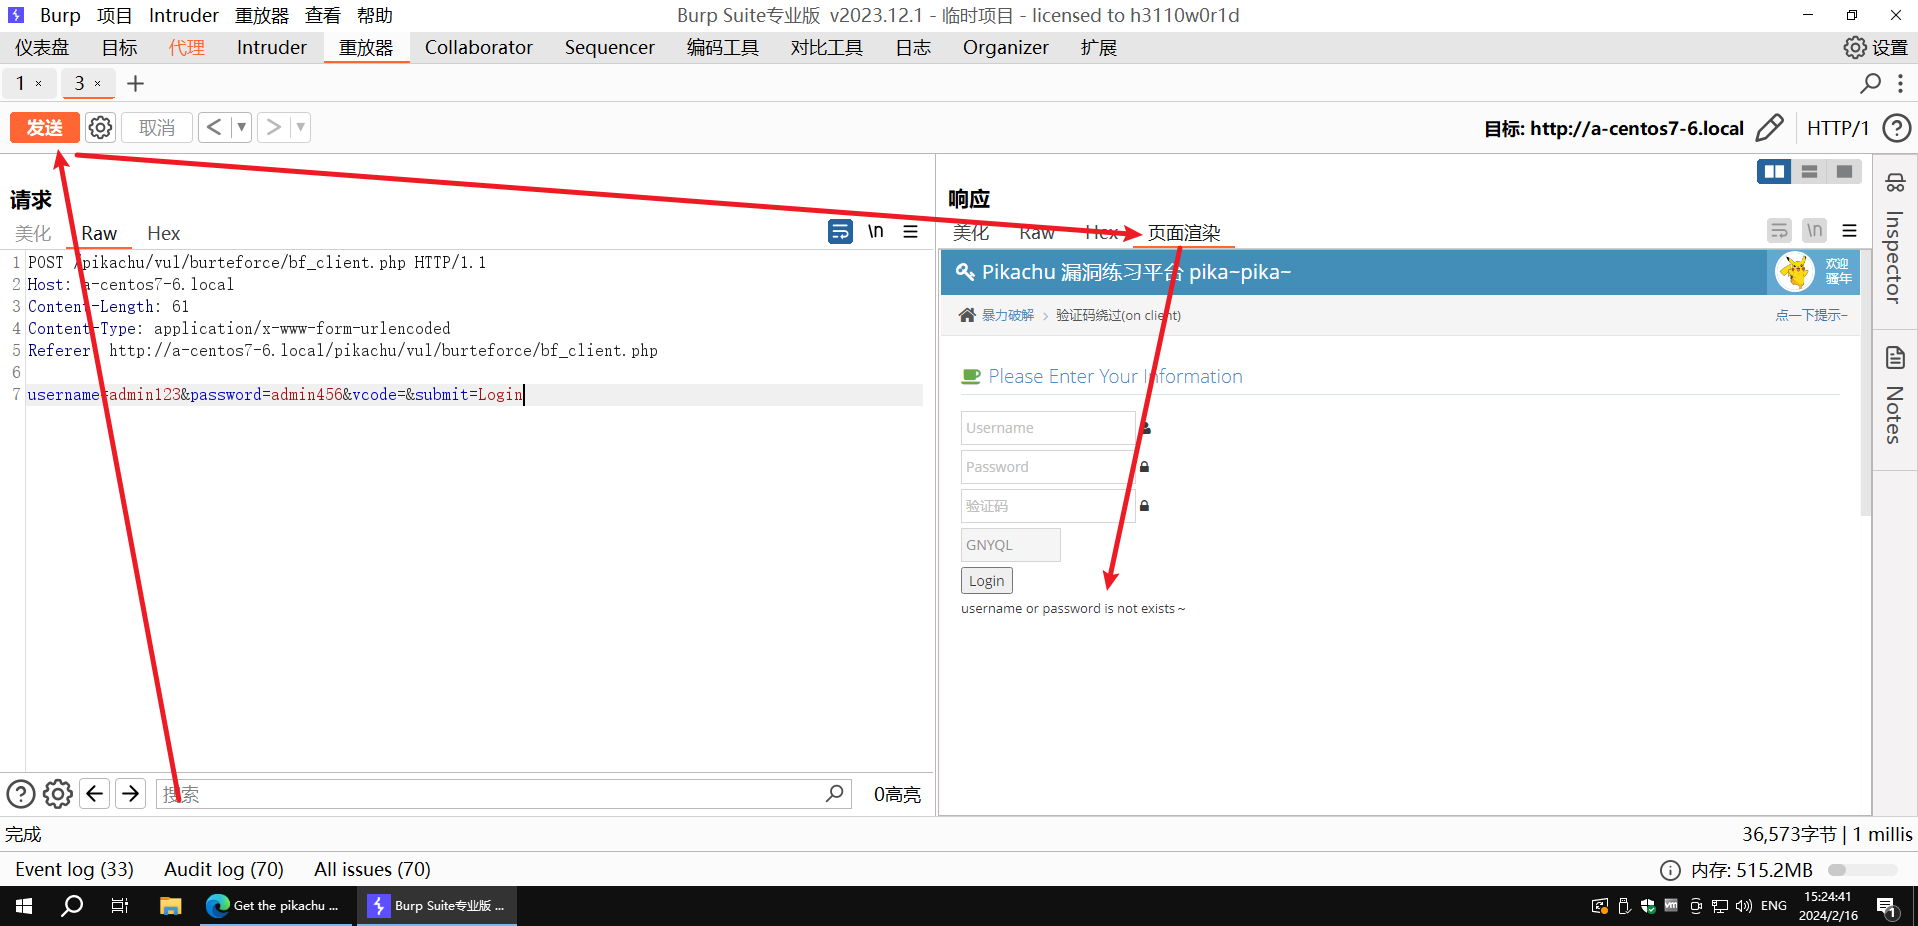 Burp 项目 Intruder 重放器 查看 帮助 Burp Suite专业版 v2023.12.1 - 临时项目 - licensed to h3110w0r1d
仪表盘 目标 代理 Intruder 重放器 Collaborator Sequencer 编码工具 对比工具 日志 Organizer 扩展 设置
1 × 3 × +
发送 取消 < ▼ > ▼ 目标: http://a-centos7-6.local HTTP/1 ?
请求
美化 Raw Hex \n
1 POST /pikachu/vul/burteforce/bf_client.php HTTP/1.1
2 Host: a-centos7-6.local
3 Content-Length: 61
4 Content-Type: application/x-www-form-urlencoded
5 Referer: http://a-centos7-6.local/pikachu/vul/burteforce/bf_client.php
6
7 username=admin123&password=admin456&vcode=&submit=Login
搜索 0高亮
响应
美化 Raw Hex 页面渲染 \n
Pikachu 漏洞练习平台 pika~pika~
欢迎
骚年
暴力破解 > 验证码绕过(on client) 点一下提示~
Please Enter Your Information
Username
Password
验证码
GNYQL
Login
username or password is not exists～
Inspector
Notes
完成 36,573字节 | 1 millis
Event log (33) Audit log (70) All issues (70) 内存: 515.2MB
Get the pikachu ... Burp Suite专业版 ... vm ENG
15:24:41
2024/2/16
1